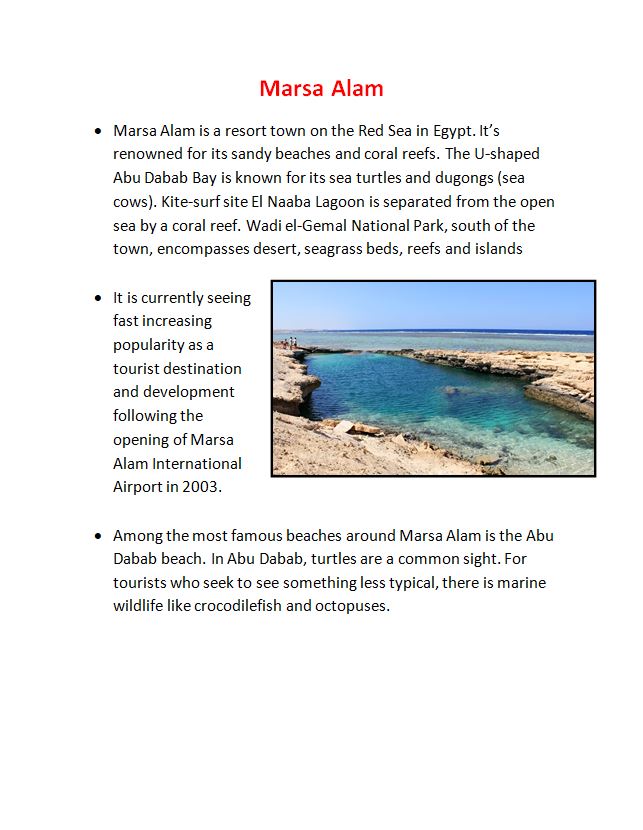 Marsa Alam
• Marsa Alam is a resort town on the Red Sea in Egypt. It’s
renowned for its sandy beaches and coral reefs. The U-shaped
Abu Dabab Bay is known for its sea turtles and dugongs (sea
cows). Kite-surf site El Naaba Lagoon is separated from the open
sea by a coral reef. Wadi el-Gemal National Park, south of the
town, encompasses desert, seagrass beds, reefs and islands
• It is currently seeing
fast increasing
popularity as a
tourist destination
and development
following the
opening of Marsa
Alam International
Airport in 2003.
• Among the most famous beaches around Marsa Alam is the Abu
Dabab beach. In Abu Dabab, turtles are a common sight. For
tourists who seek to see something less typical, there is marine
wildlife like crocodilefish and octopuses.